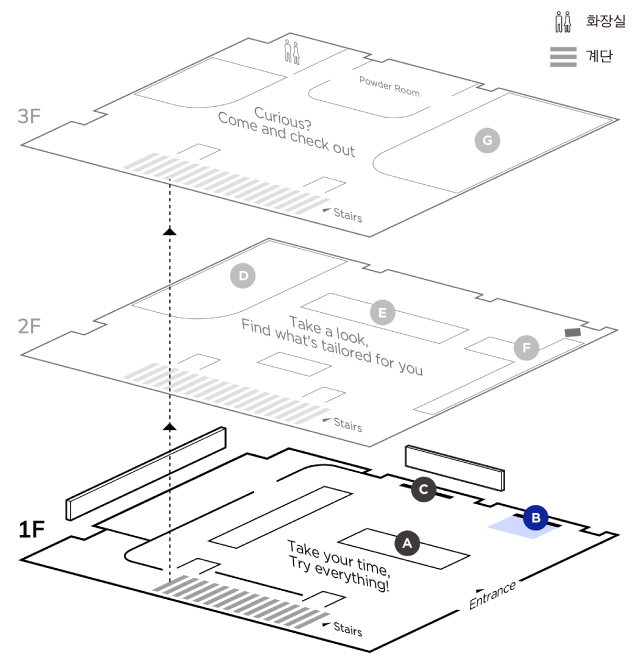 화장실
계단
3F
Powder Room
Curious?
Come and check out
G
Stairs
2F
D
E
Take a look,
Find what's tailored for you
F
Stairs
1F
C
B
A
Take your time,
Try everything!
Entrance
Stairs